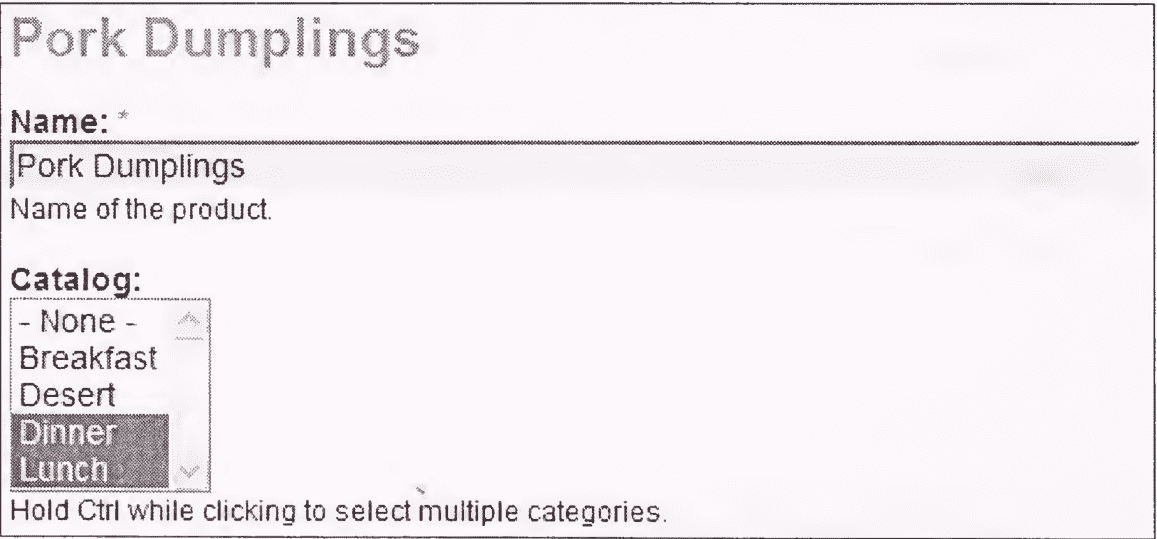 Pork Dumplings
Name: *
Pork Dumplings
Name of the product.
Catalog:
- None -
Breakfast
Desert
Dinner
Lunch
Hold Ctrl while clicking to select multiple categories.